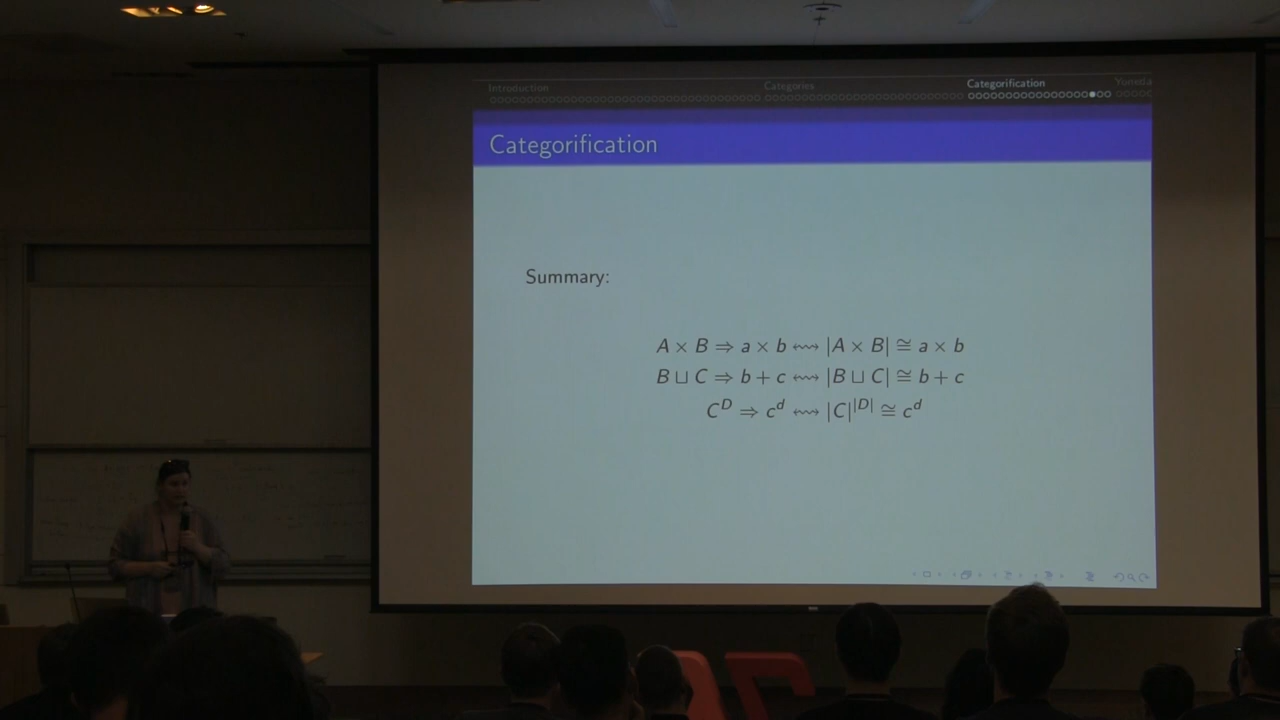 Introduction Categories Categorification Yoneda
Categorification
Summary:
A × B ⇒ a × b ⇝ |A × B| ≅ a × b
B ⊔ C ⇒ b + c ⇝ |B ⊔ C| ≅ b + c
C^D ⇒ c^d ⇝ |C|^|D| ≅ c^d